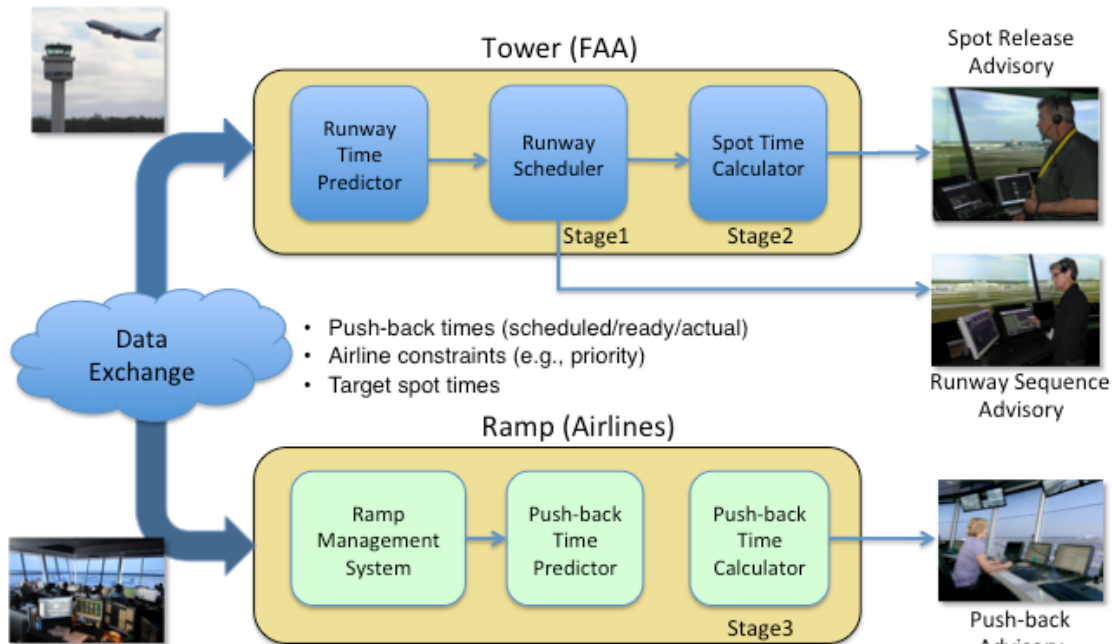 Tower (FAA)
Spot Release
Advisory
Runway
Time
Predictor
Runway
Scheduler
Spot Time
Calculator
Stage1
Stage2
Data
Exchange
• Push-back times (scheduled/ready/actual)
• Airline constraints (e.g., priority)
• Target spot times
Runway Sequence
Advisory
Ramp (Airlines)
Ramp
Management
System
Push-back
Time
Predictor
Push-back
Time
Calculator
Stage3
Push-back